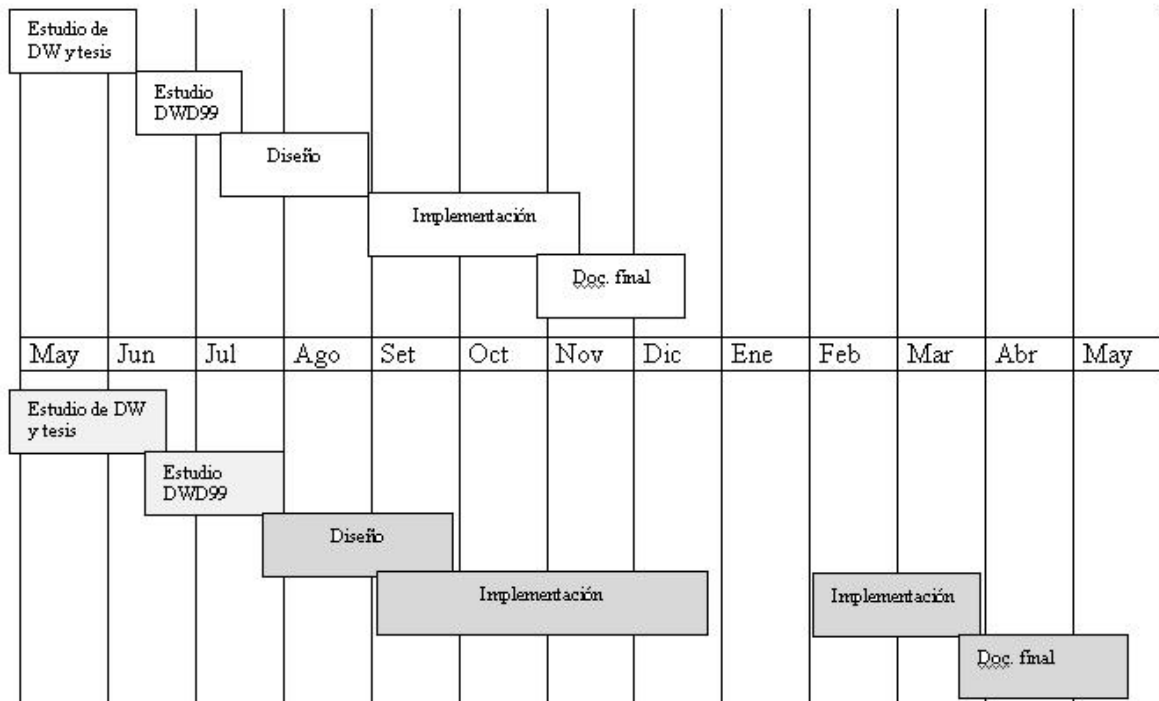 Estudio de
DW y tesis
Estudio
DWD99
Diseño
Implementación
Doc. final
May Jun Jul Ago Set Oct Nov Dic Ene Feb Mar Abr May
Estudio de DW
y tesis
Estudio
DWD99
Diseño
Implementación
Implementación
Doc. final